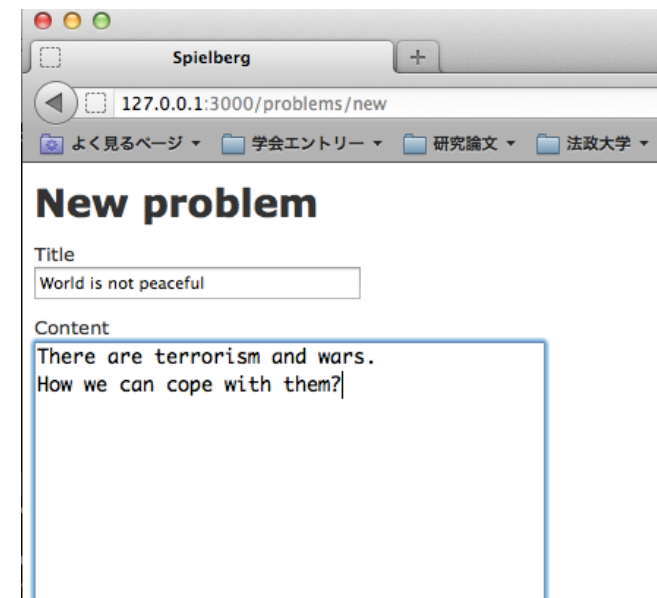 Spielberg
127.0.0.1:3000/problems/new
よく見るページ 学会エントリー 研究論文 法政大学
New problem
Title
World is not peaceful
Content
There are terrorism and wars.
How we can cope with them?